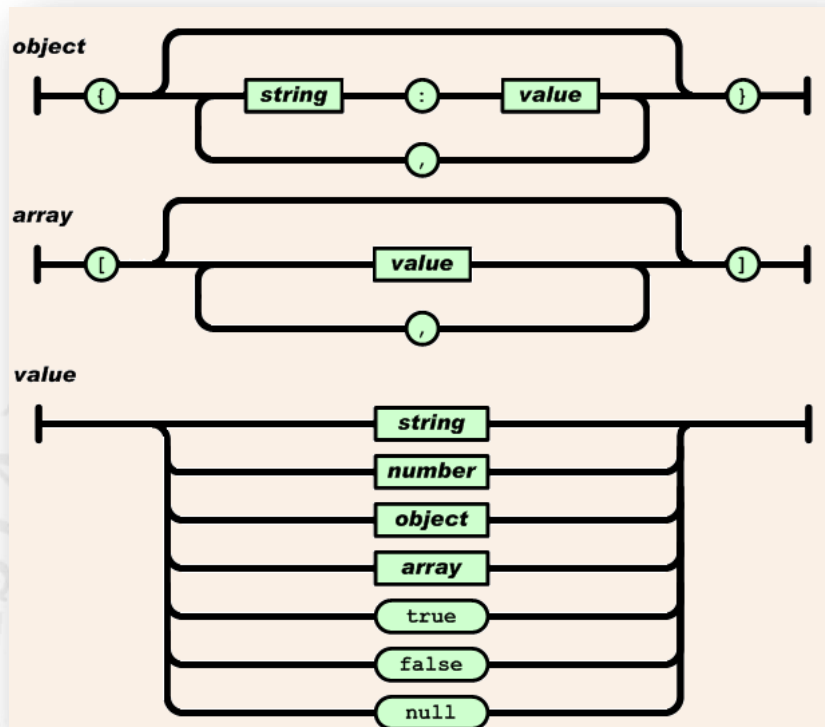 object
{ string : value }
,
array
[ value ]
,
value
string
number
object
array
true
false
null